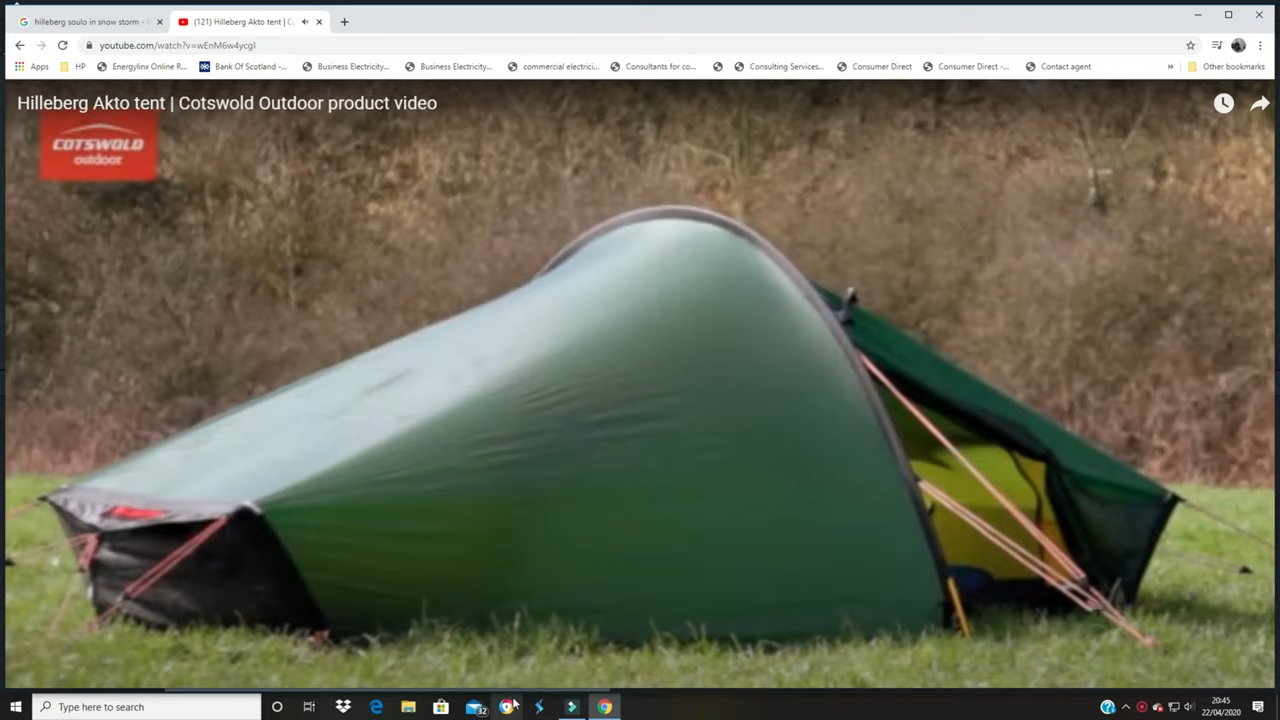 hilleberg soulo in snow storm -
(121) Hilleberg Akto tent | C
youtube.com/watch?v=wEnM6w4ycgI
Apps
HP
Energylinx Online R...
Bank Of Scotland -...
Business Electricity...
Business Electricity...
commercial electrici...
Consultants for co...
Consulting Services...
Consumer Direct
Consumer Direct -...
Contact agent
»
Other bookmarks
Hilleberg Akto tent | Cotswold Outdoor product video
COTSWOLD
outdoor
Type here to search
32
20:45
22/04/2020